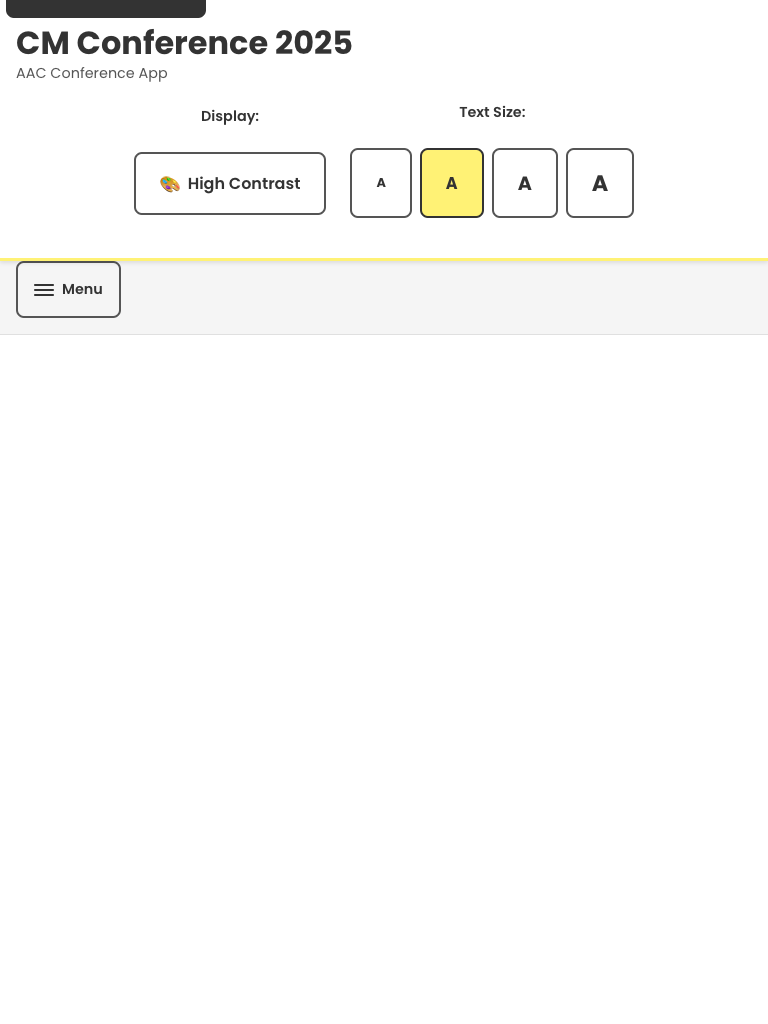 CM Conference 2025
AAC Conference App
Display:
Text Size:
High Contrast
A
A
A
A
Menu